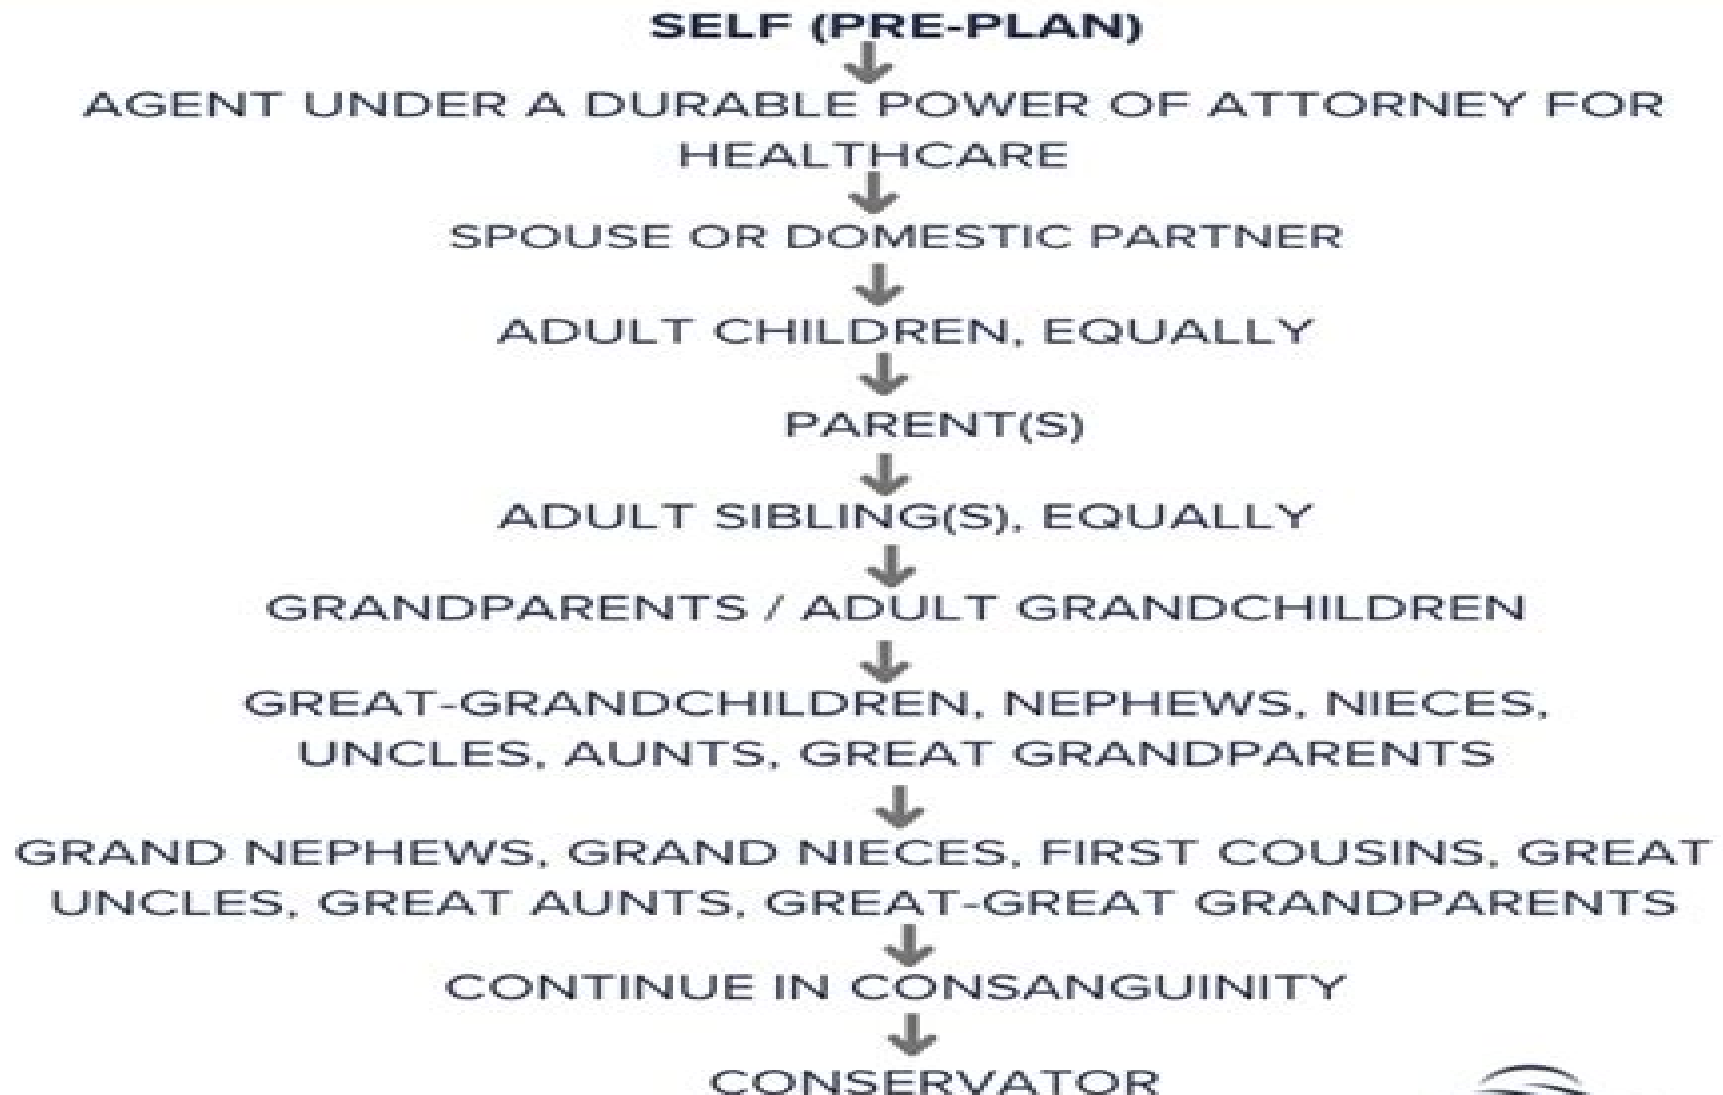 SELF (PRE-PLAN)
AGENT UNDER A DURABLE POWER OF ATTORNEY FOR
HEALTHCARE
SPOUSE OR DOMESTIC PARTNER
ADULT CHILDREN, EQUALLY
PARENT(S)
ADULT SIBLING(S), EQUALLY
GRANDPARENTS / ADULT GRANDCHILDREN
GREAT-GRANDCHILDREN, NEPHEWS, NIECES,
UNCLES, AUNTS, GREAT GRANDPARENTS
GRAND NEPHEWS, GRAND NIECES, FIRST COUSINS, GREAT
UNCLES, GREAT AUNTS, GREAT-GREAT GRANDPARENTS
CONTINUE IN CONSANGUINITY
CONSERVATOR